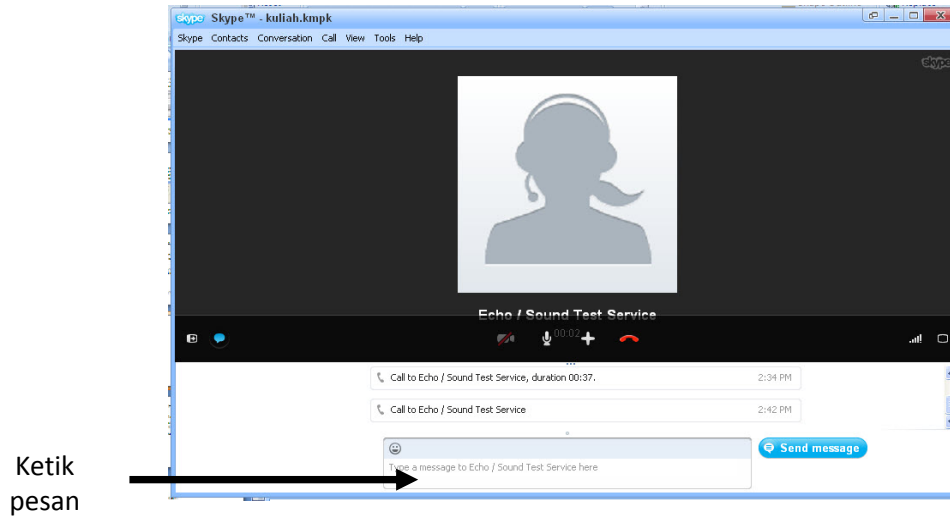 skype Skype™ - kuliah.kmpk
Skype Contacts Conversation Call View Tools Help
skype
Echo / Sound Test Service
00:02
Call to Echo / Sound Test Service, duration 00:37. 2:34 PM
Call to Echo / Sound Test Service 2:42 PM
Send message
Type a message to Echo / Sound Test Service here
Ketik
pesan